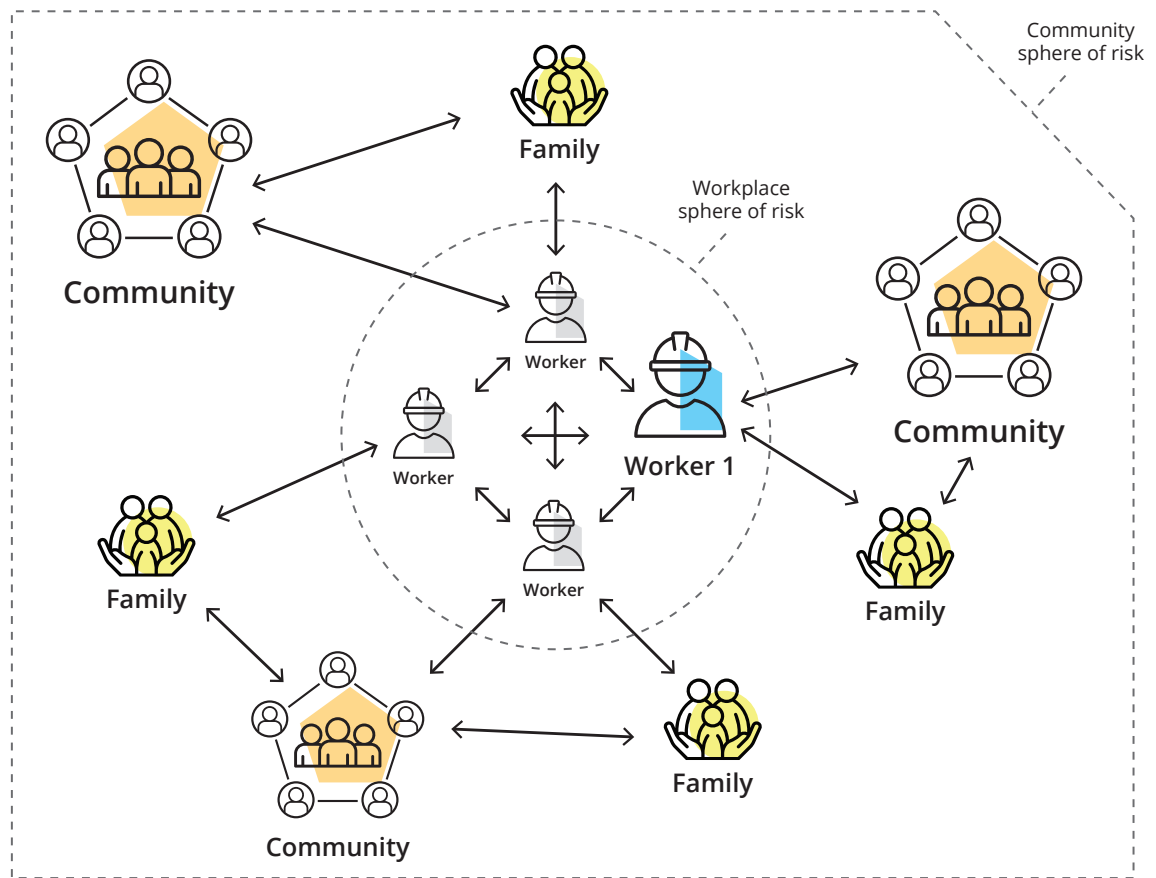 Community
sphere of risk
Family
Workplace
sphere of risk
Community
Worker
Worker 1
Community
Worker
Worker
Family
Family
Family
Community